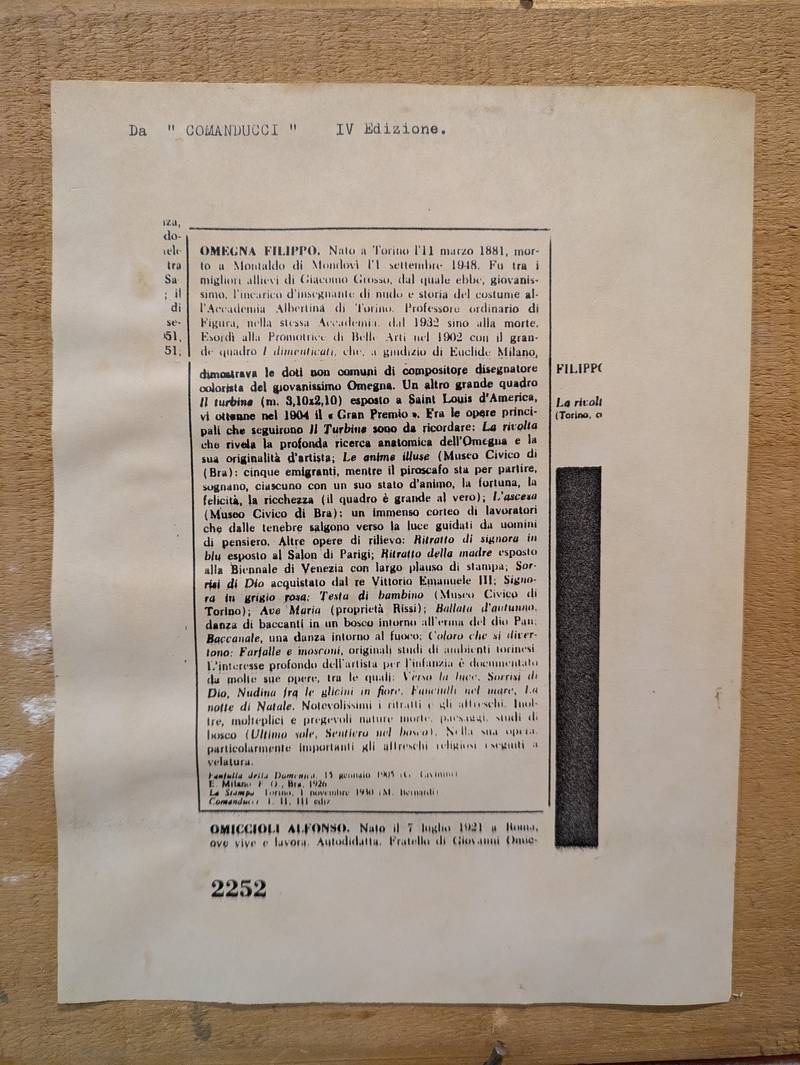 Da " COMANDUCCI " IV Edizione.
iza,
do-
iele
tra
Sa
; il
di
se-
51,
51,
OMEGNA FILIPPO. Nato a Torino l'11 marzo 1881, mor-
to a Montaldo di Mondovì l'1 settembre 1948. Fu tra i
migliori allievi di Giacomo Grosso, dal quale ebbe, giovanis-
simo, l'incarico d'insegnante di nudo e storia del costume al-
l'Accademia Albertina di Torino. Professore ordinario di
Figura, nella stessa Accademia, dal 1932 sino alla morte.
Esordì alla Promotrice di Belle Arti nel 1902 con il gran-
de quadro I dimenticati, che, a giudizio di Euclide Milano,
dimostrava le doti non comuni di compositore disegnatore
colorista del giovanissimo Omegna. Un altro grande quadro
Il turbine (m. 3,10x2,10) esposto a Saint Louis d'America,
vi ottenne nel 1904 il « Gran Premio ». Fra le opere princi-
pali che seguirono Il Turbine sono da ricordare: La rivolta
che rivela la profonda ricerca anatomica dell'Omegna e la
sua originalità d'artista; Le anime illuse (Museo Civico di
(Bra): cinque emigranti, mentre il piroscafo sta per partire,
sognano, ciascuno con un suo stato d'animo, la fortuna, la
felicità, la ricchezza (il quadro è grande al vero); L'ascesa
(Museo Civico di Bra): un immenso corteo di lavoratori
che dalle tenebre salgono verso la luce guidati da uomini
di pensiero. Altre opere di rilievo: Ritratto di signora in
blu esposto al Salon di Parigi; Ritratto della madre esposto
alla Biennale di Venezia con largo plauso di stampa; Sor-
risi di Dio acquistato dal re Vittorio Emanuele III; Signo-
ra in grigio rosa; Testa di bambino (Museo Civico di
Torino); Ave Maria (proprietà Rissi); Ballata d'autunno,
danza di baccanti in un bosco intorno all'erma del dio Pan;
Baccanale, una danza intorno al fuoco; Coloro che si diver-
tono; Farfalle e mosconi, originali studi di ambienti torinesi.
L'interesse profondo dell'artista per l'infanzia è documentato
da molte sue opere, tra le quali: Verso la luce, Sorrisi di
Dio, Nudina fra le glicini in fiore, Fanciulli nel mare, La
notte di Natale. Notevolissimi i ritratti e gli affreschi. Inol-
tre, molteplici e pregevoli nature morte, paesaggi, studi di
bosco (Ultimo sole, Sentiero nel bosco). Nella sua opera,
particolarmente importanti gli affreschi religiosi eseguiti a
velatura.
Fanfulla della Domenica, 15 gennaio 1905
E. Milano F. O., Bra, 1926
La Stampa Torino, 1 novembre 1930 (M. Bernardi)
Comanducci I, II, III ediz.
FILIPPO
La rivolt
(Torino, c
OMICCIOLI ALFONSO. Nato il 7 luglio 1921 a Roma,
ove vive e lavora. Autodidatta. Fratello di Giovanni Omic-
2252